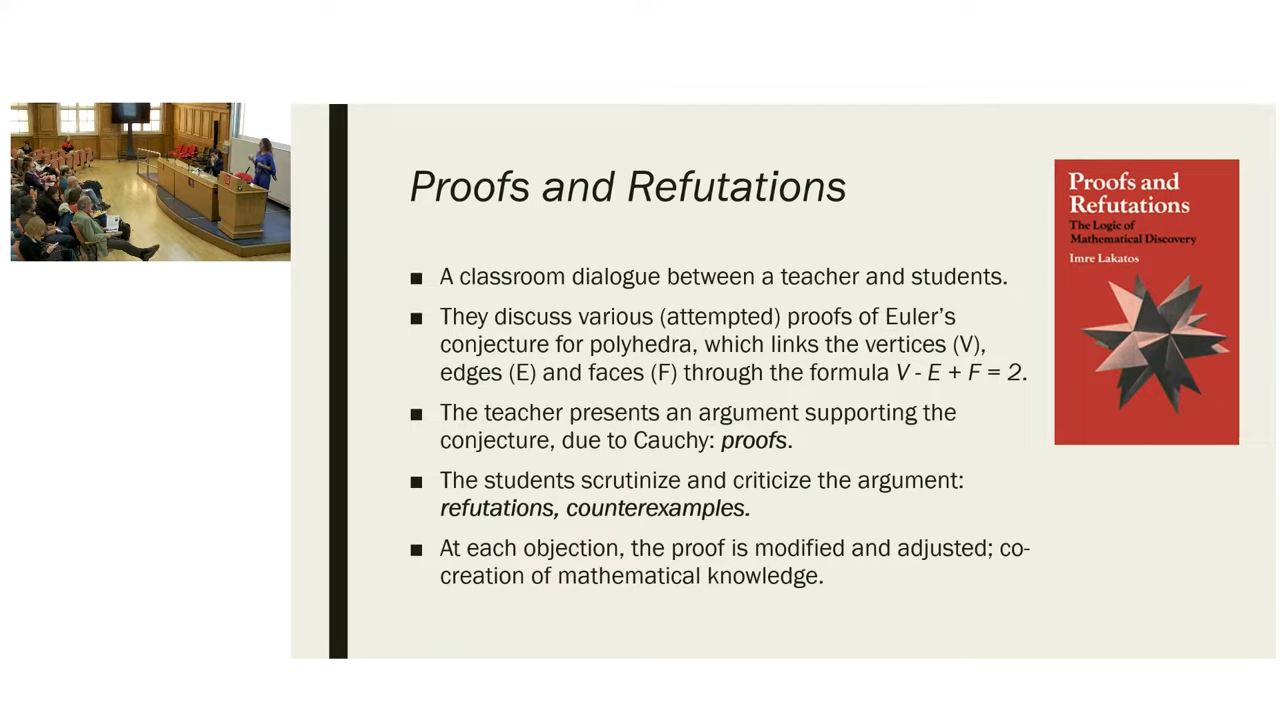 Proofs and Refutations
■ A classroom dialogue between a teacher and students.
■ They discuss various (attempted) proofs of Euler's
conjecture for polyhedra, which links the vertices (V),
edges (E) and faces (F) through the formula V - E + F = 2.
■ The teacher presents an argument supporting the
conjecture, due to Cauchy: proofs.
■ The students scrutinize and criticize the argument:
refutations, counterexamples.
■ At each objection, the proof is modified and adjusted; co-
creation of mathematical knowledge.
Proofs and
Refutations
The Logic of
Mathematical Discovery
Imre Lakatos